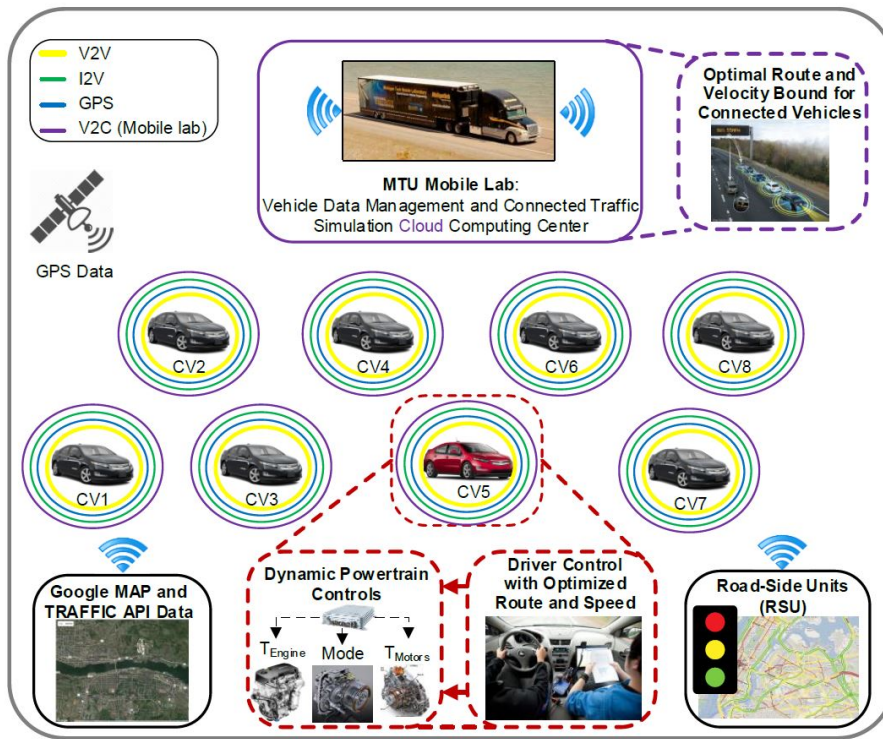 V2V
I2V
GPS
V2C (Mobile lab)
GPS Data
MTU Mobile Lab:
Vehicle Data Management and Connected Traffic
Simulation Cloud Computing Center
Optimal Route and
Velocity Bound for
Connected Vehicles
CV2
CV4
CV6
CV8
CV1
CV3
CV5
CV7
Google MAP and
TRAFFIC API Data
Dynamic Powertrain
Controls
TEngine
Mode
TMotors
Driver Control
with Optimized
Route and Speed
Road-Side Units
(RSU)